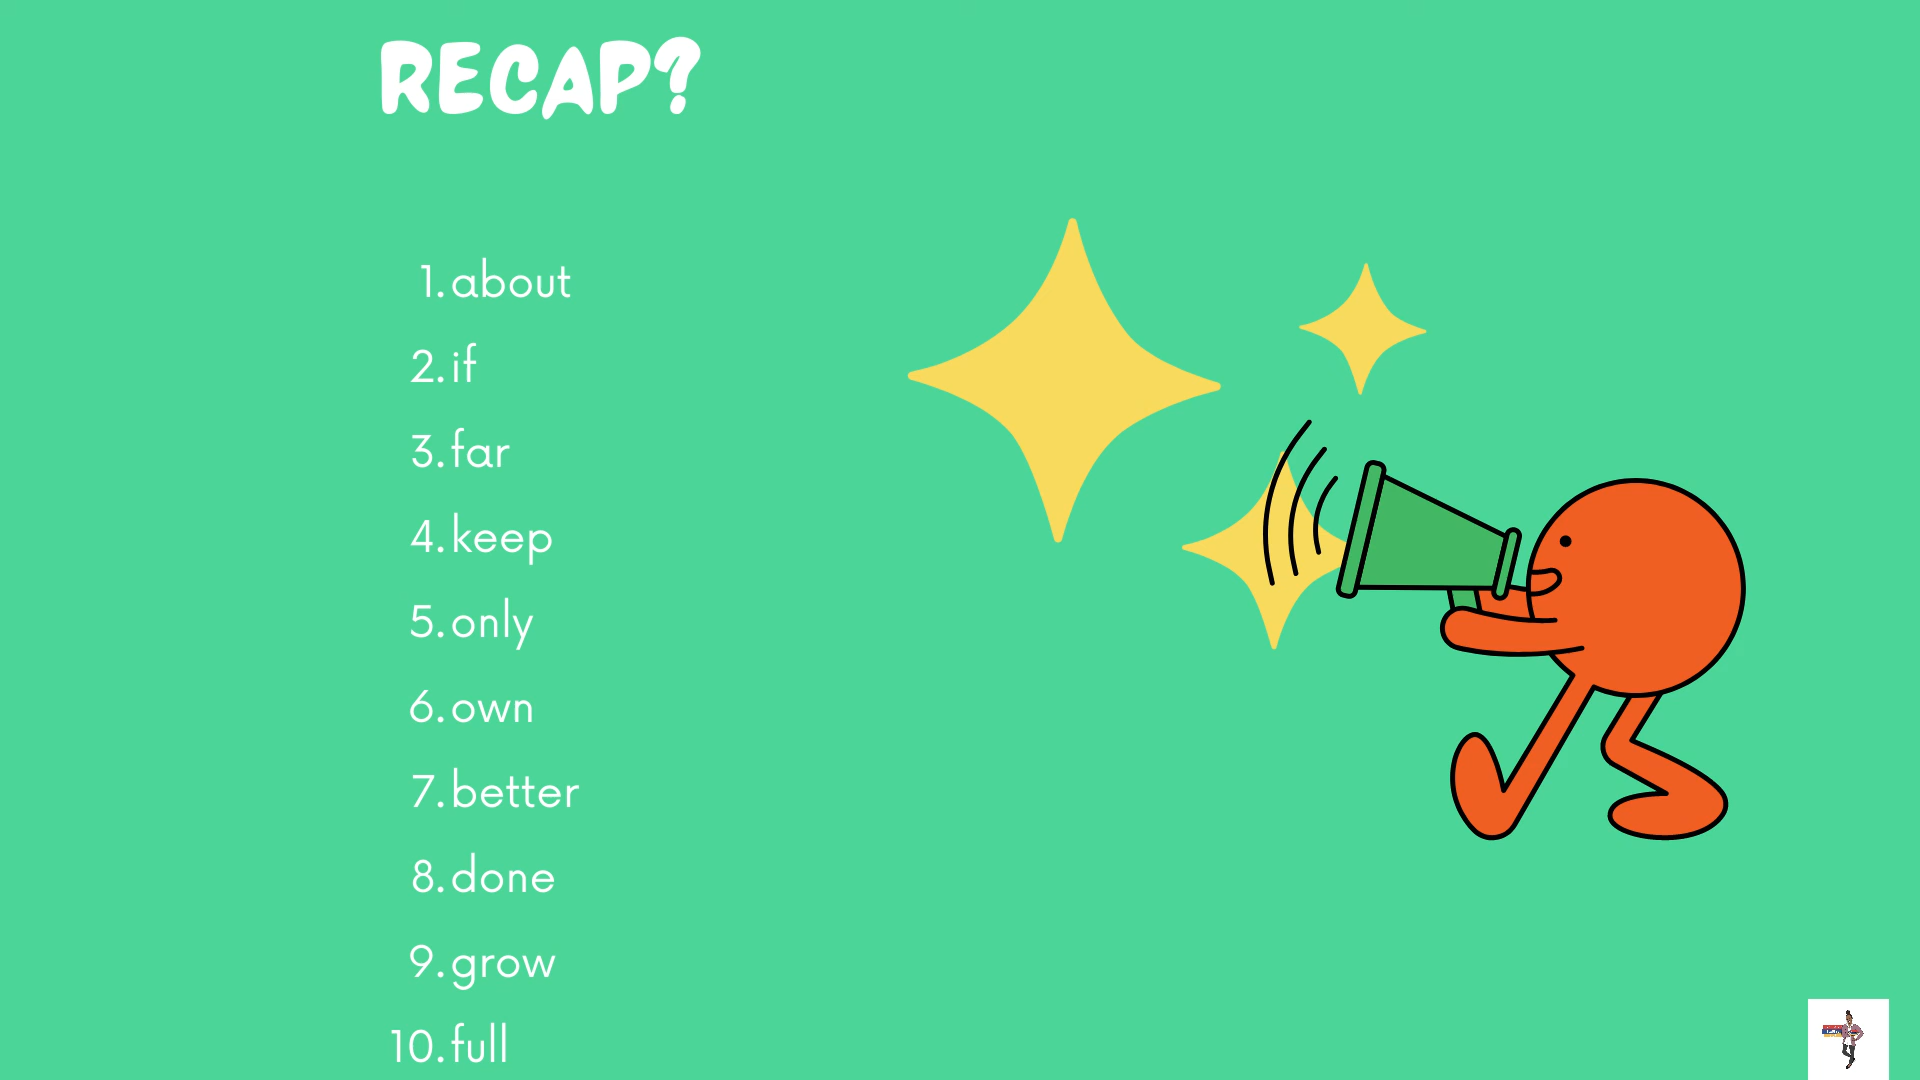 RECAP?
1. about
2. if
3. far
4. keep
5. only
6. own
7. better
8. done
9. grow
10. full